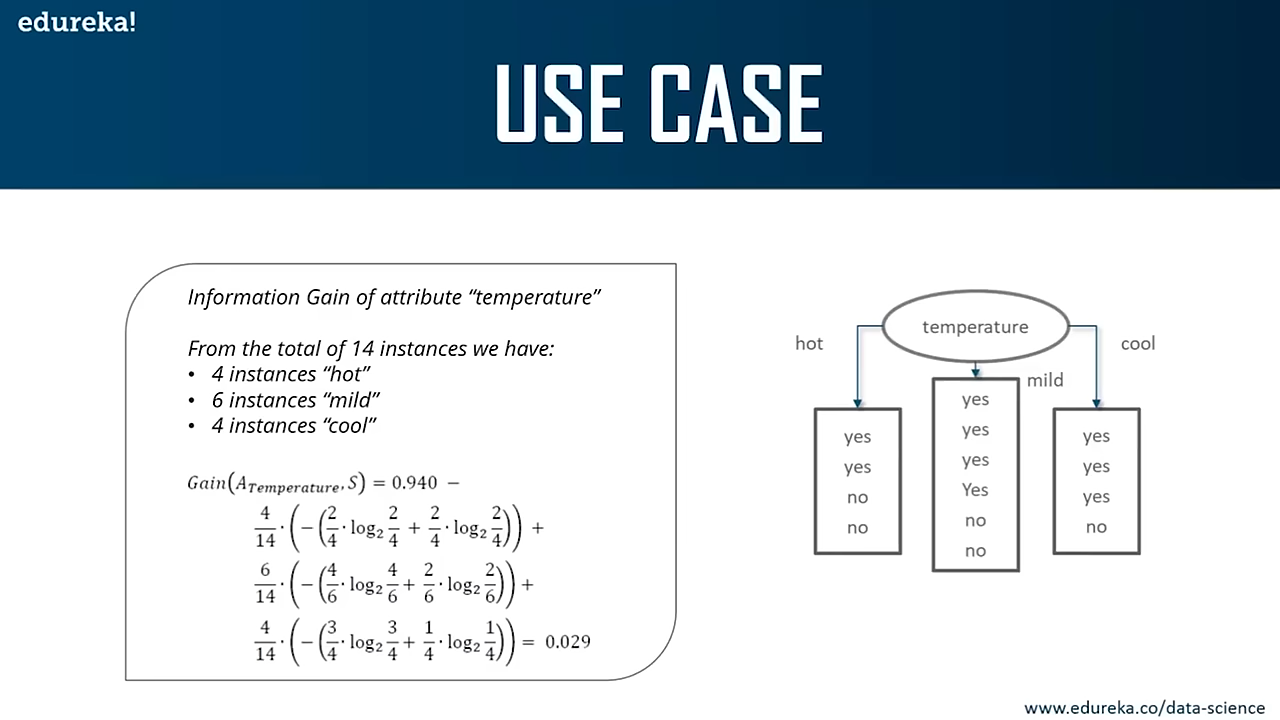 edureka!
USE CASE
Information Gain of attribute “temperature”
From the total of 14 instances we have:
• 4 instances “hot”
• 6 instances “mild”
• 4 instances “cool”
Gain(A_Temperature, S) = 0.940 −
4/14 · (−(2/4 · log₂ 2/4 + 2/4 · log₂ 2/4)) +
6/14 · (−(4/6 · log₂ 4/6 + 2/6 · log₂ 2/6)) +
4/14 · (−(3/4 · log₂ 3/4 + 1/4 · log₂ 1/4)) = 0.029
temperature
hot
yes
yes
no
no
mild
yes
yes
yes
Yes
no
no
cool
yes
yes
yes
no
www.edureka.co/data-science